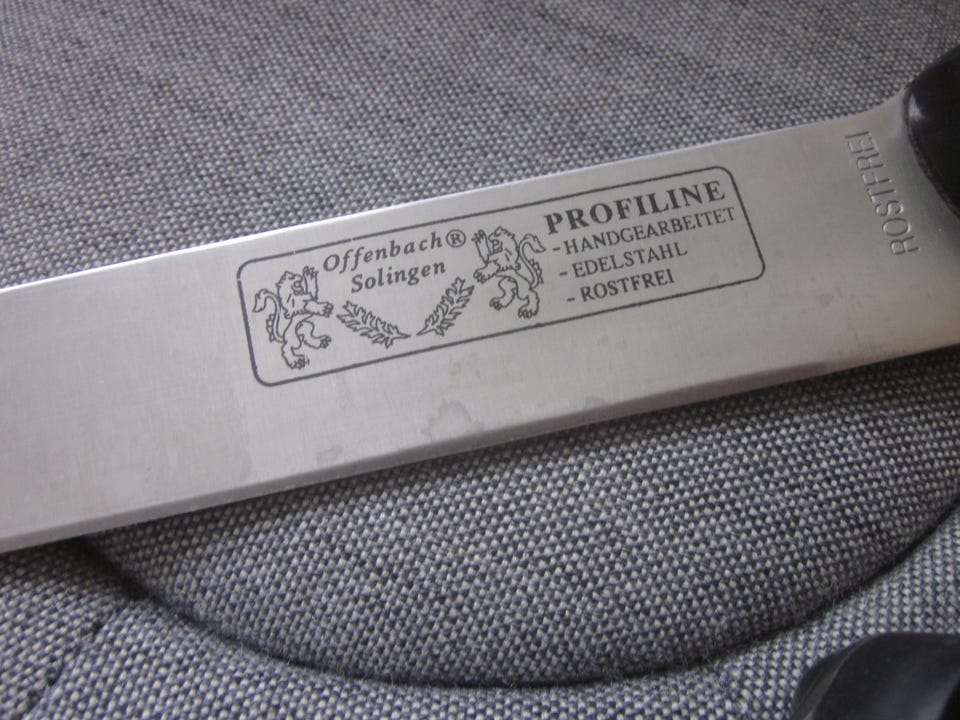 Offenbach®
Solingen
PROFILINE
- HANDGEARBEITET
- EDELSTAHL
- ROSTFREI
ROSTFREI